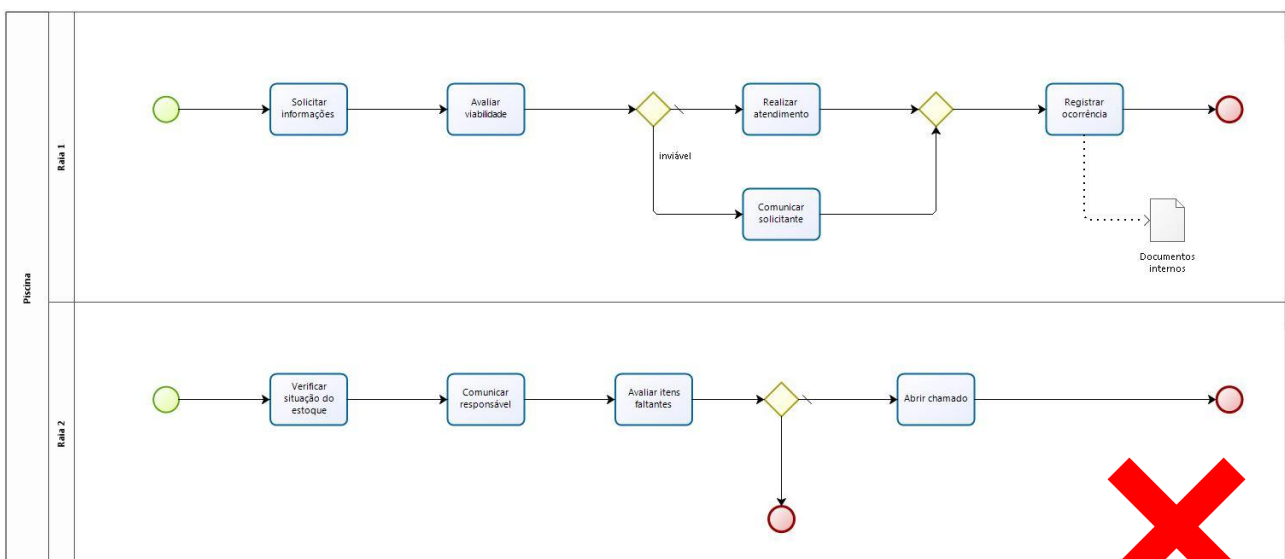 Piscina
Raia 1
Solicitar
informações
Avaliar
viabilidade
inviável
Realizar
atendimento
Comunicar
solicitante
Registrar
ocorrência
Documentos
internos
Raia 2
Verificar
situação do
estoque
Comunicar
responsável
Avaliar itens
faltantes
Abrir chamado